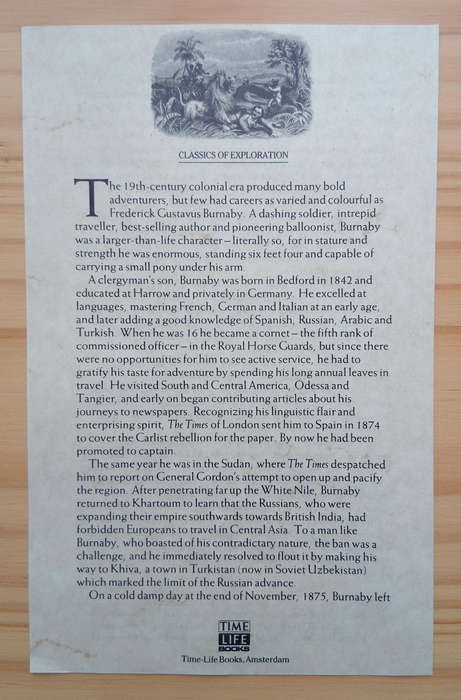 CLASSICS OF EXPLORATION
The 19th-century colonial era produced many bold
adventurers, but few had careers as varied and colourful as
Frederick Gustavus Burnaby. A dashing soldier, intrepid
traveller, best-selling author and pioneering balloonist, Burnaby
was a larger-than-life character – literally so, for in stature and
strength he was enormous, standing six feet four and capable of
carrying a small pony under his arm.
A clergyman's son, Burnaby was born in Bedford in 1842 and
educated at Harrow and privately in Germany. He excelled at
languages, mastering French, German and Italian at an early age,
and later adding a good knowledge of Spanish, Russian, Arabic and
Turkish. When he was 16 he became a cornet – the fifth rank of
commissioned officer – in the Royal Horse Guards, but since there
were no opportunities for him to see active service, he had to
gratify his taste for adventure by spending his long annual leaves in
travel. He visited South and Central America, Odessa and
Tangier, and early on began contributing articles about his
journeys to newspapers. Recognizing his linguistic flair and
enterprising spirit, The Times of London sent him to Spain in 1874
to cover the Carlist rebellion for the paper. By now he had been
promoted to captain.
The same year he was in the Sudan, where The Times despatched
him to report on General Gordon's attempt to open up and pacify
the region. After penetrating far up the White Nile, Burnaby
returned to Khartoum to learn that the Russians, who were
expanding their empire southwards towards British India, had
forbidden Europeans to travel in Central Asia. To a man like
Burnaby, who boasted of his contradictory nature, the ban was a
challenge, and he immediately resolved to flout it by making his
way to Khiva, a town in Turkistan (now in Soviet Uzbekistan)
which marked the limit of the Russian advance.
On a cold damp day at the end of November, 1875, Burnaby left
TIME
LIFE
BOOKS
Time-Life Books, Amsterdam